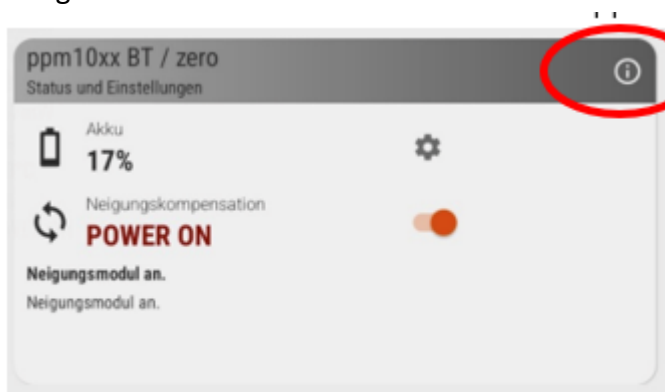 ppm10xx BT / zero
Status und Einstellungen
Akku
17%
Neigungskompensation
POWER ON
Neigungsmodul an.
Neigungsmodul an.